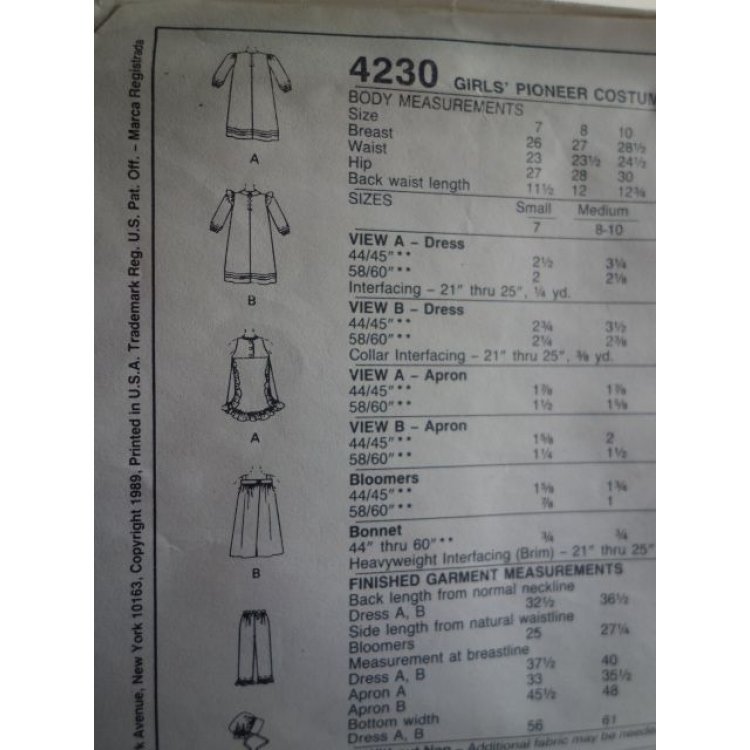 k Avenue, New York 10163, Copyright 1989, Printed in U.S.A. Trademark Reg. U.S. Pat. Off. – Marca Registrada
A
B
A
B
4230 GIRLS' PIONEER COSTUM
BODY MEASUREMENTS
Size 7 8 10
Breast 26 27 28½
Waist 23 23½ 24½
Hip 27 28 30
Back waist length 11½ 12 12¾
SIZES Small Medium
7 8-10
VIEW A – Dress
44/45"** 2½ 3¼
58/60"** 2 2⅛
Interfacing – 21" thru 25", ¼ yd.
VIEW B – Dress
44/45"** 2¾ 3½
58/60"** 2¼ 2⅜
Collar Interfacing – 21" thru 25", ⅜ yd.
VIEW A – Apron
44/45"** 1⅞ 1⅞
58/60"** 1½ 1⅝
VIEW B – Apron
44/45"** 1⅝ 2
58/60"** 1¼ 1½
Bloomers
44/45"** 1⅜ 1¾
58/60"** ⅞ 1
Bonnet
44" thru 60"** ¾ ¾
Heavyweight Interfacing (Brim) – 21" thru 25"
FINISHED GARMENT MEASUREMENTS
Back length from normal neckline
Dress A, B 32½ 36½
Side length from natural waistline
Bloomers 25 27¼
Measurement at breastline
Dress A, B 37½ 40
Apron A 33 35½
Apron B 45½ 48
Bottom width
Dress A, B 56 61
Additional fabric may be needed